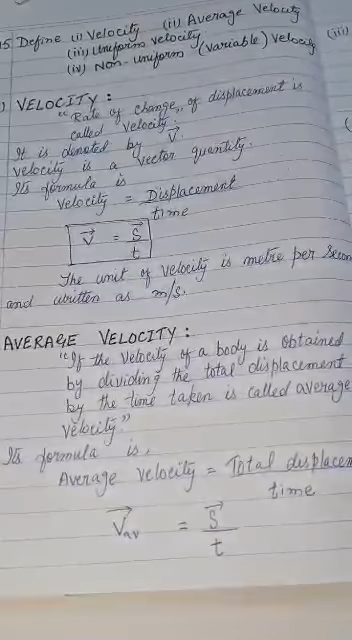 15 Define (i) Velocity (ii) Average Velocity (iii)
(iii) Uniform Velocity
(iv) Non-uniform (variable) Velocity
) VELOCITY:
"Rate of change, of displacement is
called Velocity."
It is denoted by V⃗.
Velocity is a vector quantity.
Its formula is
Velocity = Displacement
time
V⃗ = S⃗
t
The unit of velocity is metre per Secon
and written as m/s.
AVERAGE VELOCITY:
"If the velocity of a body is obtained
by dividing the total displacement
by the time taken is called average
velocity."
Its formula is,
Average velocity = Total displacem
time
V⃗av = S⃗
t